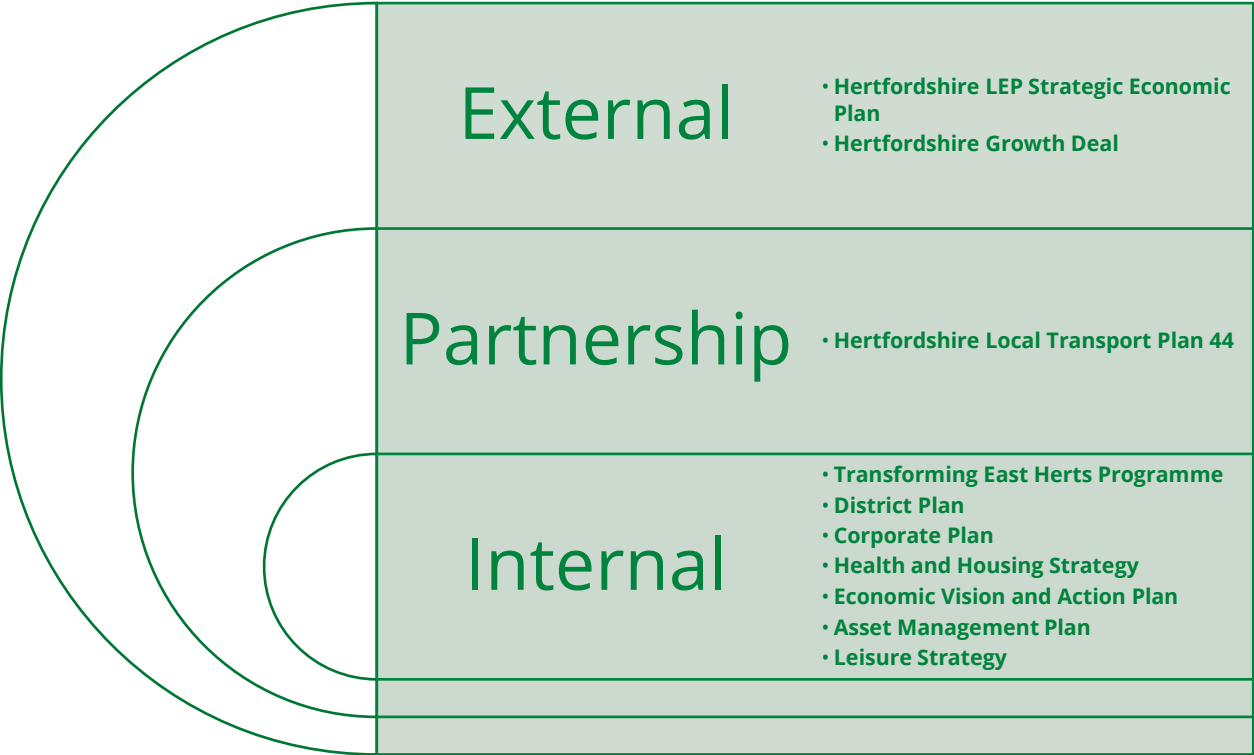 External
• Hertfordshire LEP Strategic Economic
Plan
• Hertfordshire Growth Deal
Partnership
• Hertfordshire Local Transport Plan 44
Internal
• Transforming East Herts Programme
• District Plan
• Corporate Plan
• Health and Housing Strategy
• Economic Vision and Action Plan
• Asset Management Plan
• Leisure Strategy